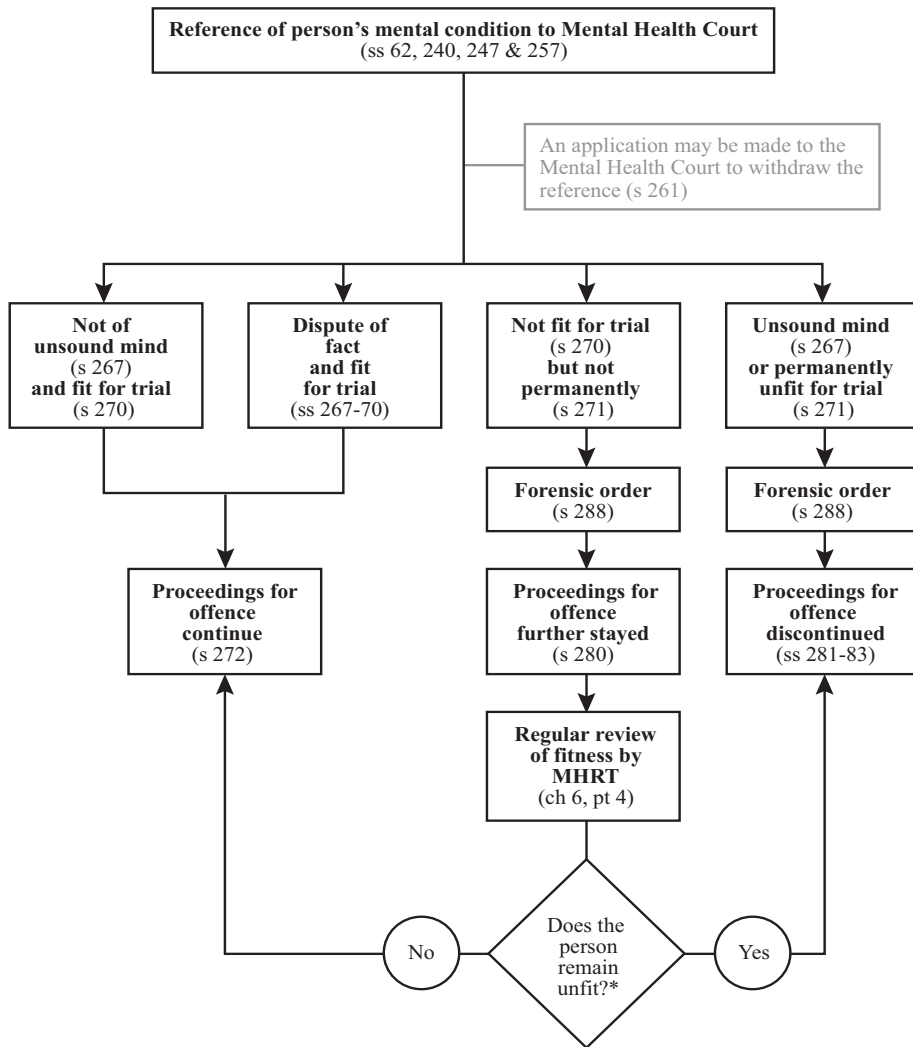 Reference of person’s mental condition to Mental Health Court
(ss 62, 240, 247 & 257)
An application may be made to the
Mental Health Court to withdraw the
reference (s 261)
Not of
unsound mind
(s 267)
and fit for trial
(s 270)
Dispute of
fact
and fit
for trial
(ss 267-70)
Not fit for trial
(s 270)
but not
permanently
(s 271)
Unsound mind
(s 267)
or permanently
unfit for trial
(s 271)
Forensic order
(s 288)
Forensic order
(s 288)
Proceedings for
offence
continue
(s 272)
Proceedings for
offence
further stayed
(s 280)
Proceedings for
offence
discontinued
(ss 281-83)
Regular review
of fitness by
MHRT
(ch 6, pt 4)
No
Does the
person
remain
unfit?*
Yes